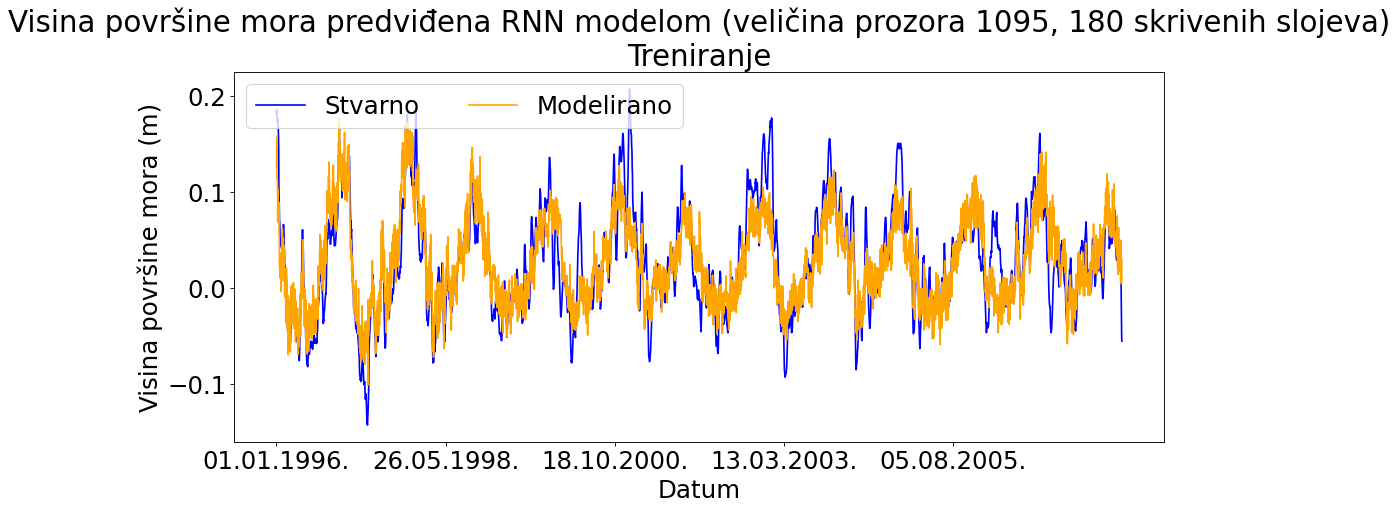 Visina površine mora predviđena RNN modelom (veličina prozora 1095, 180 skrivenih slojeva)
Treniranje
Stvarno Modelirano
Visina površine mora (m)
0.2
0.1
0.0
−0.1
01.01.1996. 26.05.1998. 18.10.2000. 13.03.2003. 05.08.2005.
Datum